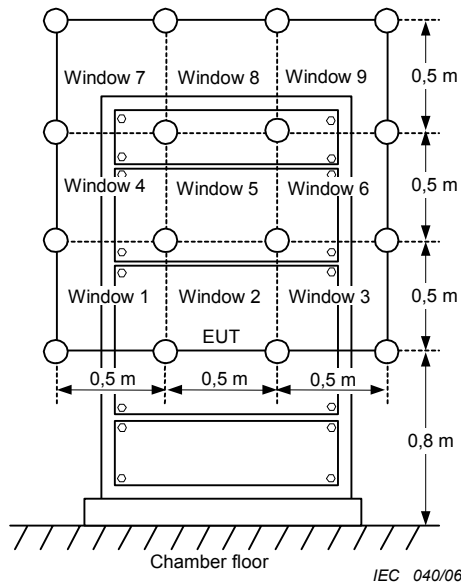 Window 7 Window 8 Window 9
0,5 m
Window 4 Window 5 Window 6
0,5 m
Window 1 Window 2 Window 3
0,5 m
EUT
0,5 m 0,5 m 0,5 m
0,8 m
Chamber floor
IEC 040/06